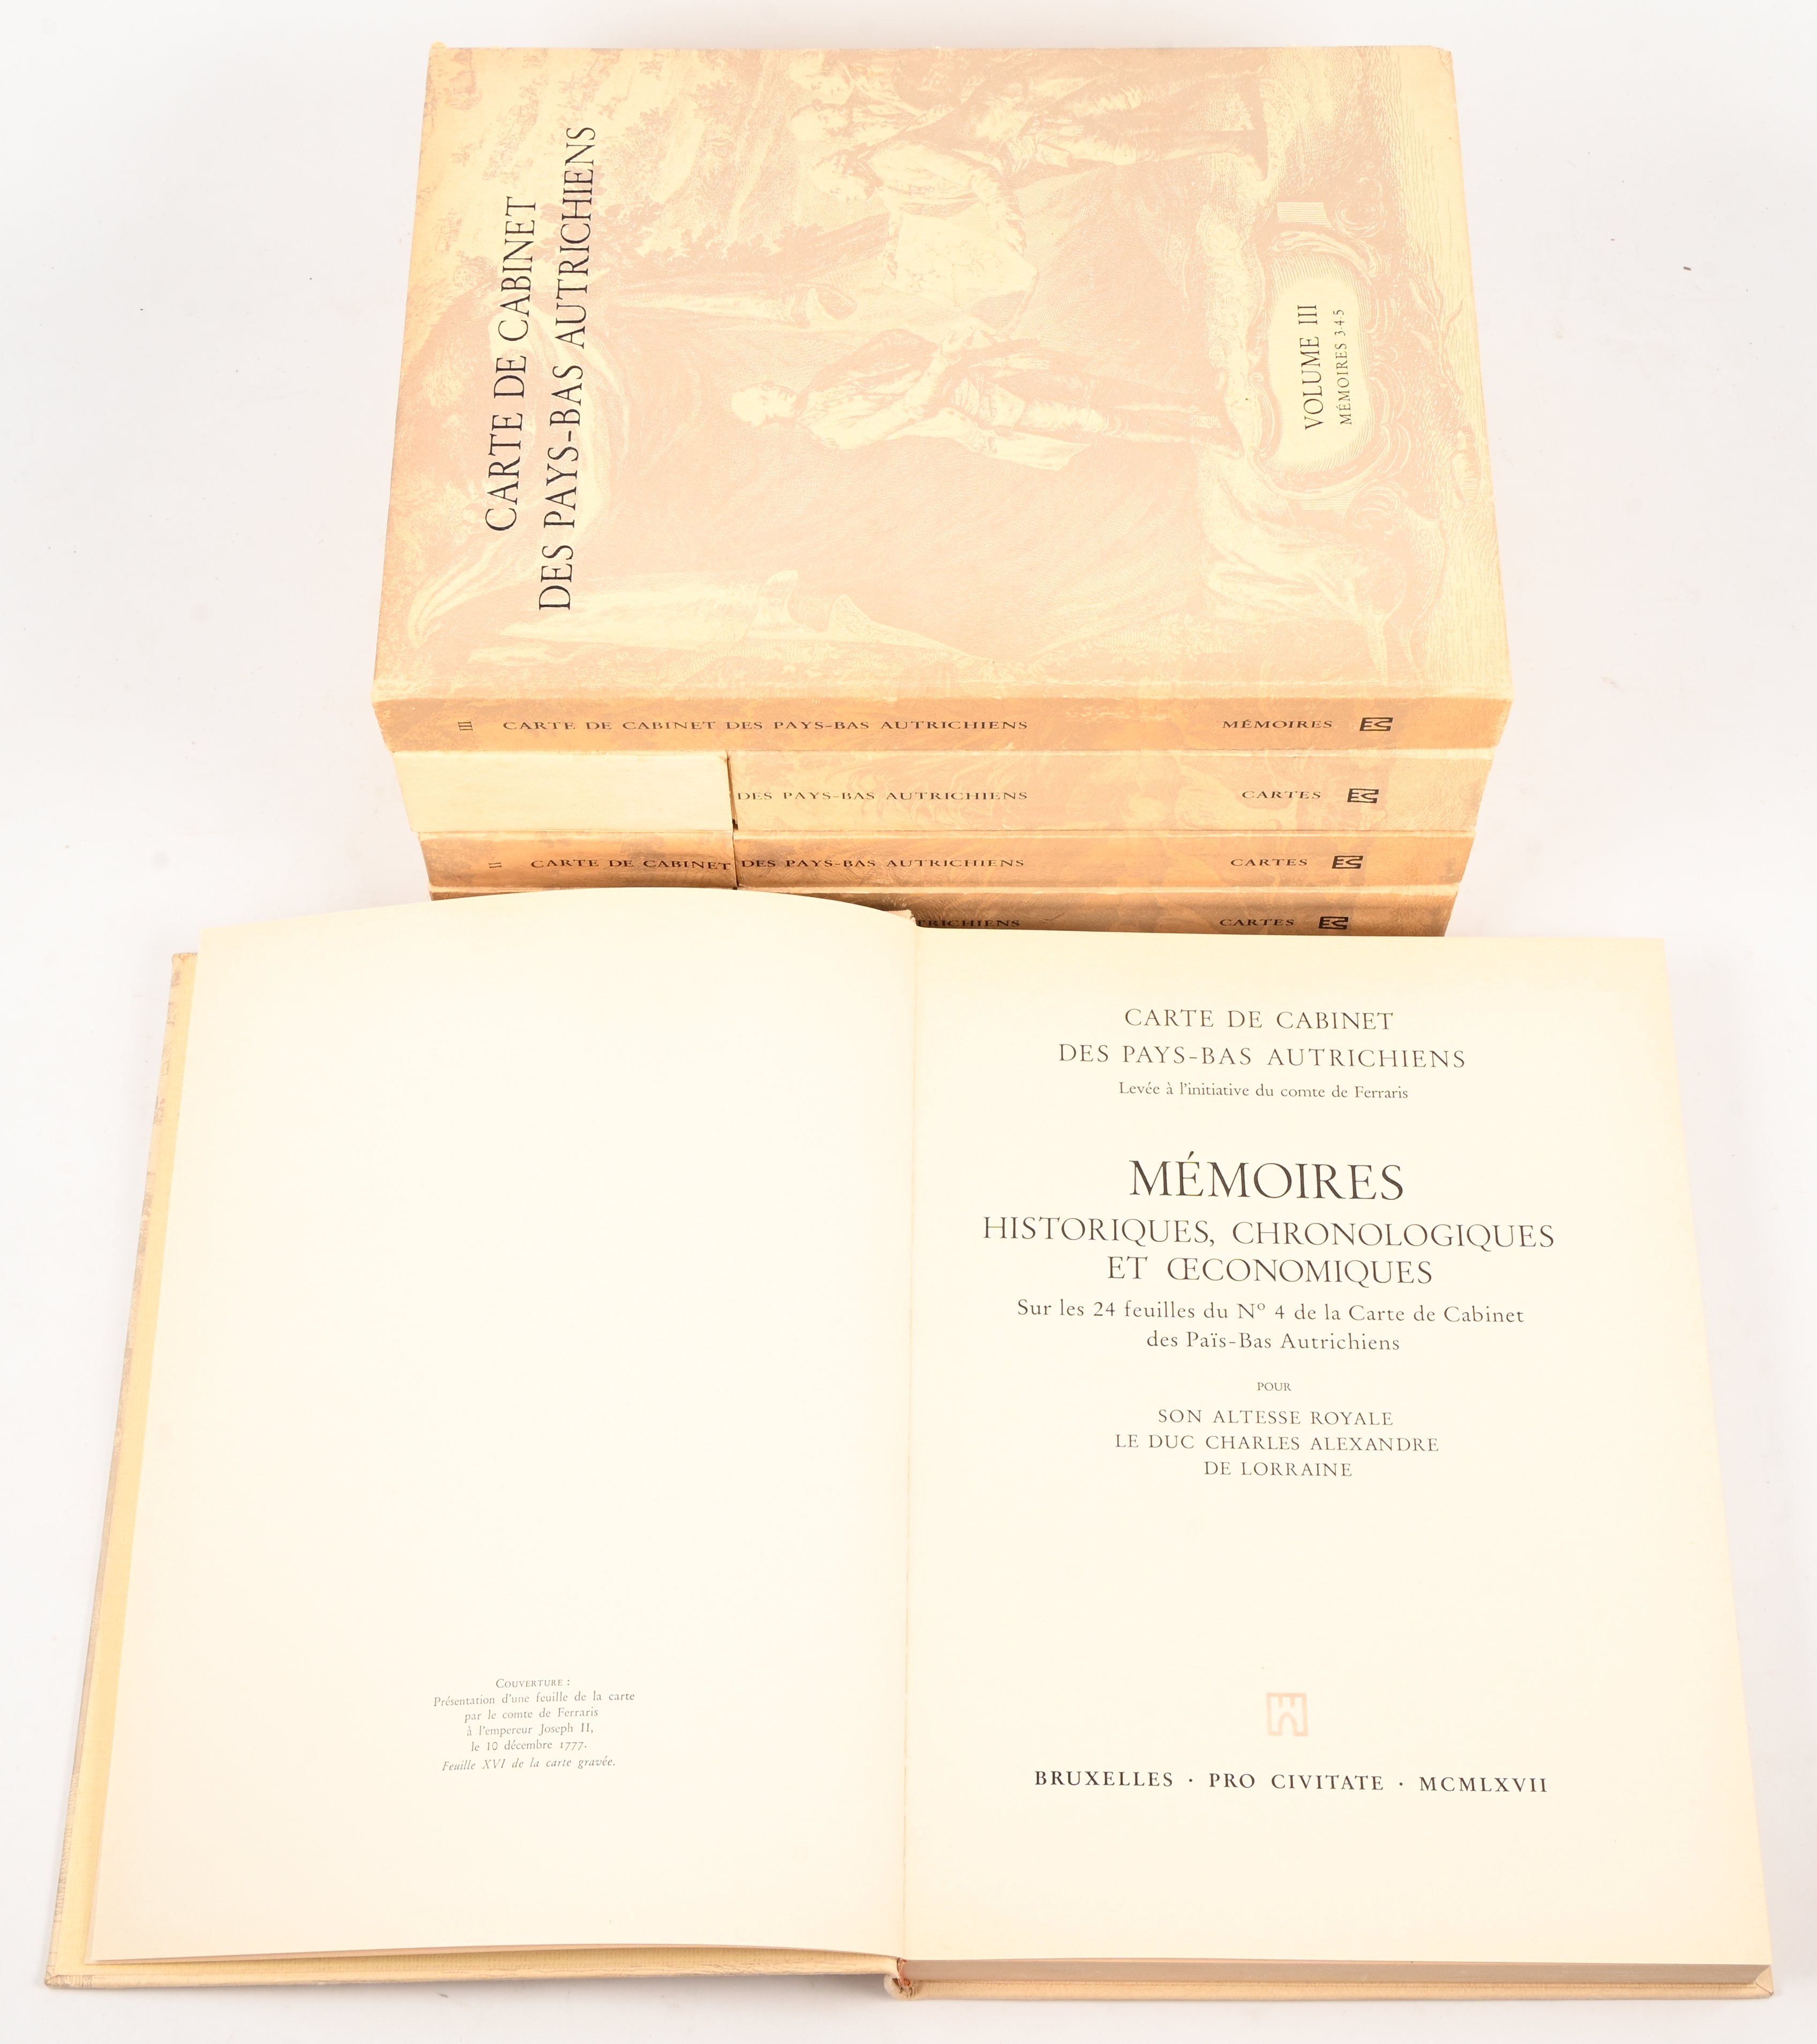 CARTE DE CABINET
DES PAYS-BAS AUTRICHIENS
VOLUME III
MÉMOIRES 3 4 5
III CARTE DE CABINET DES PAYS-BAS AUTRICHIENS MÉMOIRES
DES PAYS-BAS AUTRICHIENS CARTES
II CARTE DE CABINET DES PAYS-BAS AUTRICHIENS CARTES
TRICHIENS CARTES
COUVERTURE :
Présentation d'une feuille de la carte
par le comte de Ferraris
à l'empereur Joseph II,
le 10 décembre 1777.
Feuille XVI de la carte gravée.
CARTE DE CABINET
DES PAYS-BAS AUTRICHIENS
Levée à l'initiative du comte de Ferraris
MÉMOIRES
HISTORIQUES, CHRONOLOGIQUES
ET ŒCONOMIQUES
Sur les 24 feuilles du Nº 4 de la Carte de Cabinet
des Païs-Bas Autrichiens
POUR
SON ALTESSE ROYALE
LE DUC CHARLES ALEXANDRE
DE LORRAINE
BRUXELLES · PRO CIVITATE · MCMLXVII